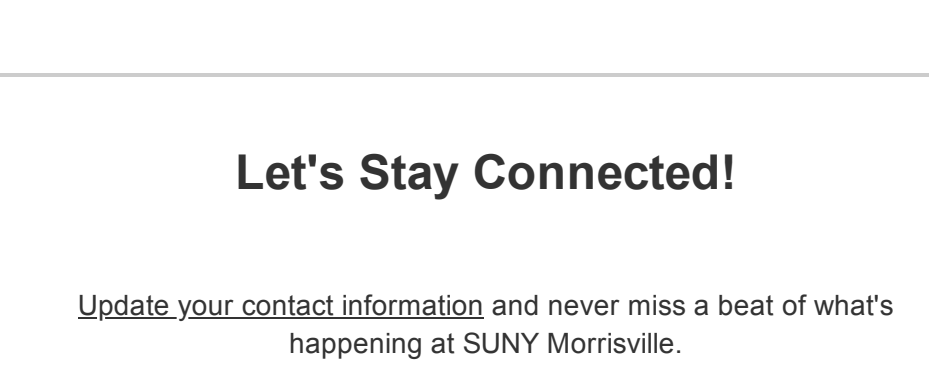 Let's Stay Connected!
Update your contact information and never miss a beat of what's
happening at SUNY Morrisville.